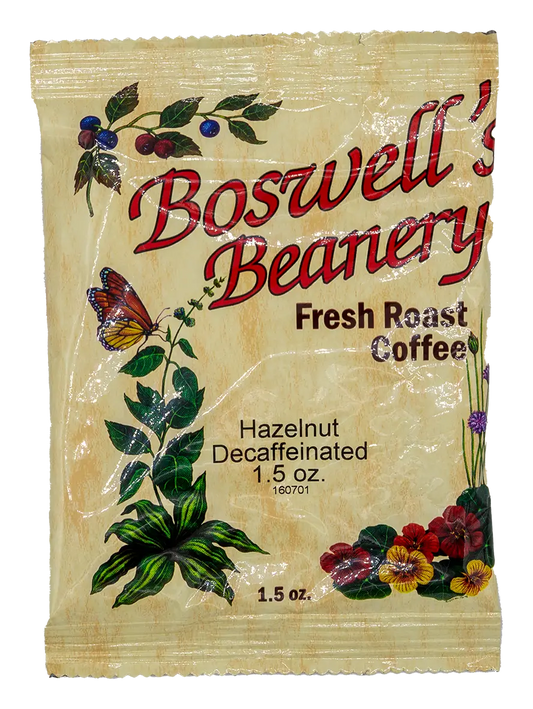 Boswell's
Beanery
Fresh Roast
Coffee
Hazelnut
Decaffeinated
1.5 oz.
160701
1.5 oz.